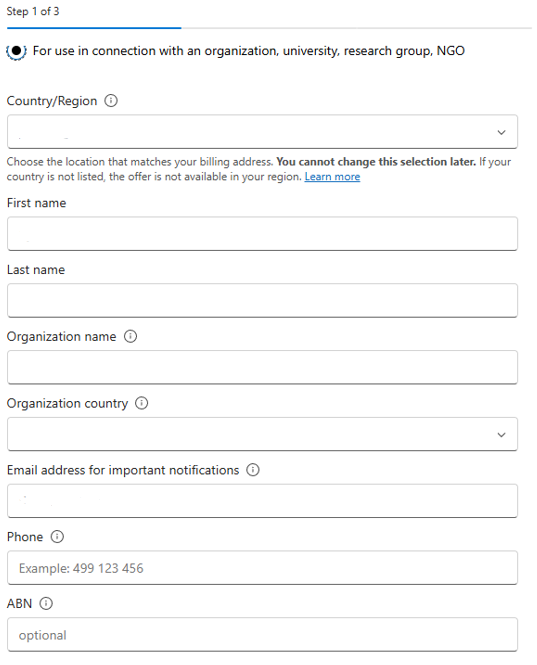 Step 1 of 3
For use in connection with an organization, university, research group, NGO
Country/Region
Choose the location that matches your billing address. You cannot change this selection later. If your
country is not listed, the offer is not available in your region. Learn more
First name
Last name
Organization name
Organization country
Email address for important notifications
Phone
Example: 499 123 456
ABN
optional